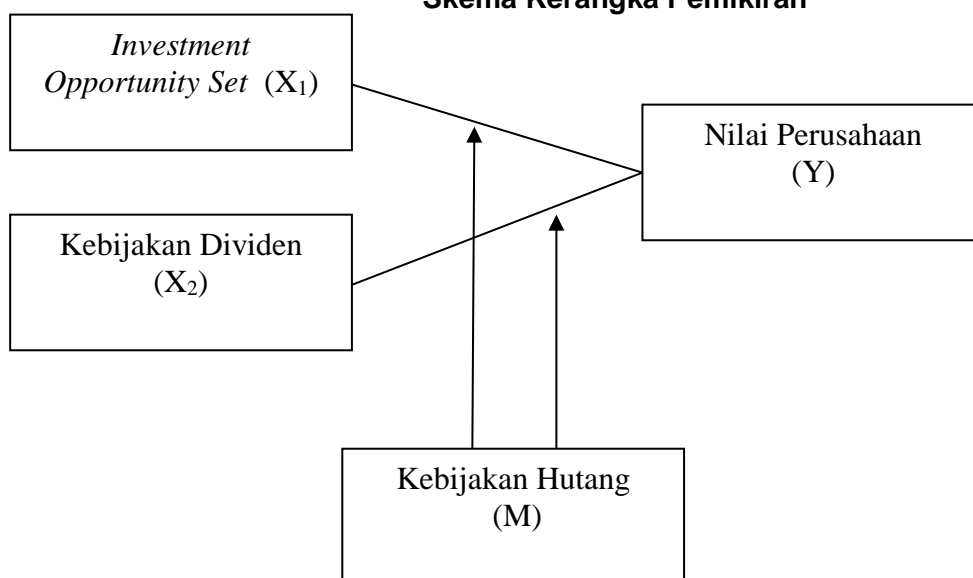 Skema Kerangka Pemikiran
Investment
Opportunity Set (X₁)
Nilai Perusahaan
(Y)
Kebijakan Dividen
(X₂)
Kebijakan Hutang
(M)